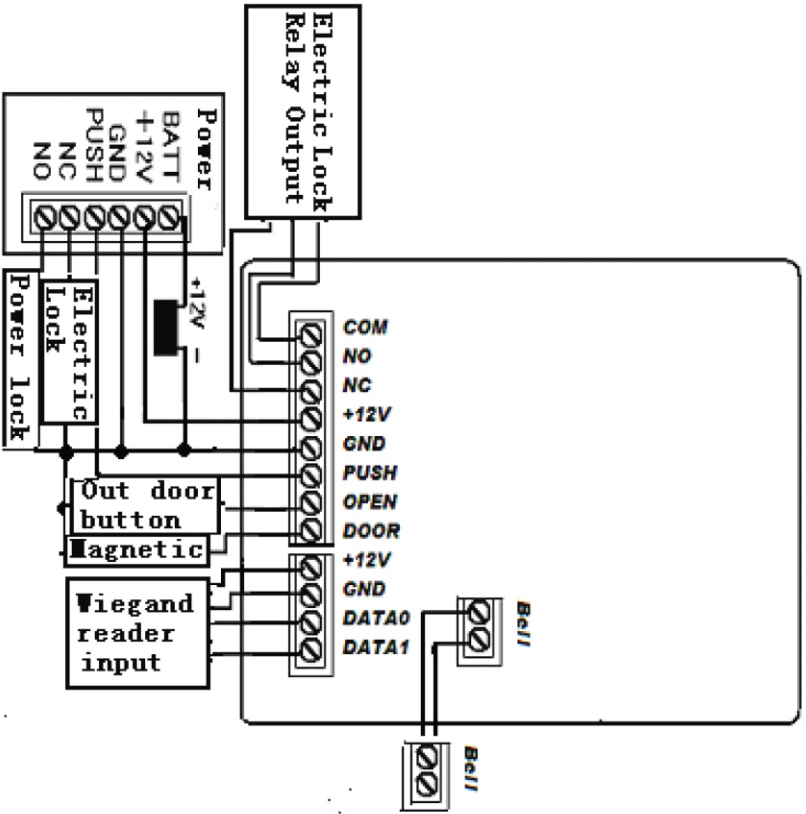 Electric Lock
Relay Output
Power
BATT
+12V
GND
PUSH
NC
NO
+12V -
Power lock
Electric
Lock
COM
NO
NC
+12V
GND
PUSH
OPEN
DOOR
Out door
button
Magnetic
+12V
GND
DATA0
DATA1
Wiegand
reader
input
Bell
Bell